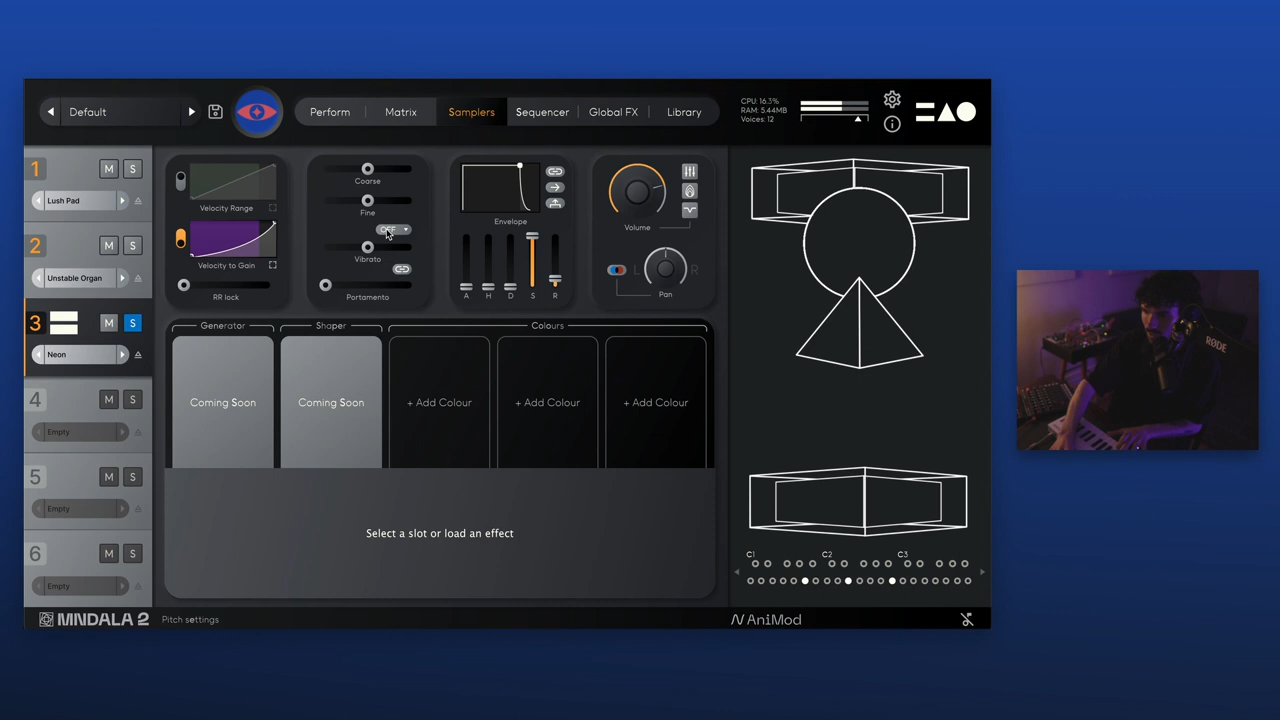 Default
Perform
Matrix
Samplers
Sequencer
Global FX
Library
CPU: 16.3%
RAM: 5.44MB
Voices: 12
1
M
S
Lush Pad
2
M
S
Unstable Organ
3
M
S
Neon
4
M
S
Empty
5
M
S
Empty
6
M
S
Empty
Velocity Range
Velocity to Gain
RR lock
Coarse
Fine
OFF
Vibrato
Portamento
Envelope
A H D S R
Volume
L R
Pan
Generator
Shaper
Colours
Coming Soon
Coming Soon
+ Add Colour
+ Add Colour
+ Add Colour
Select a slot or load an effect
C1
C2
C3
MNDALA 2
Pitch settings
AniMod
RØDE